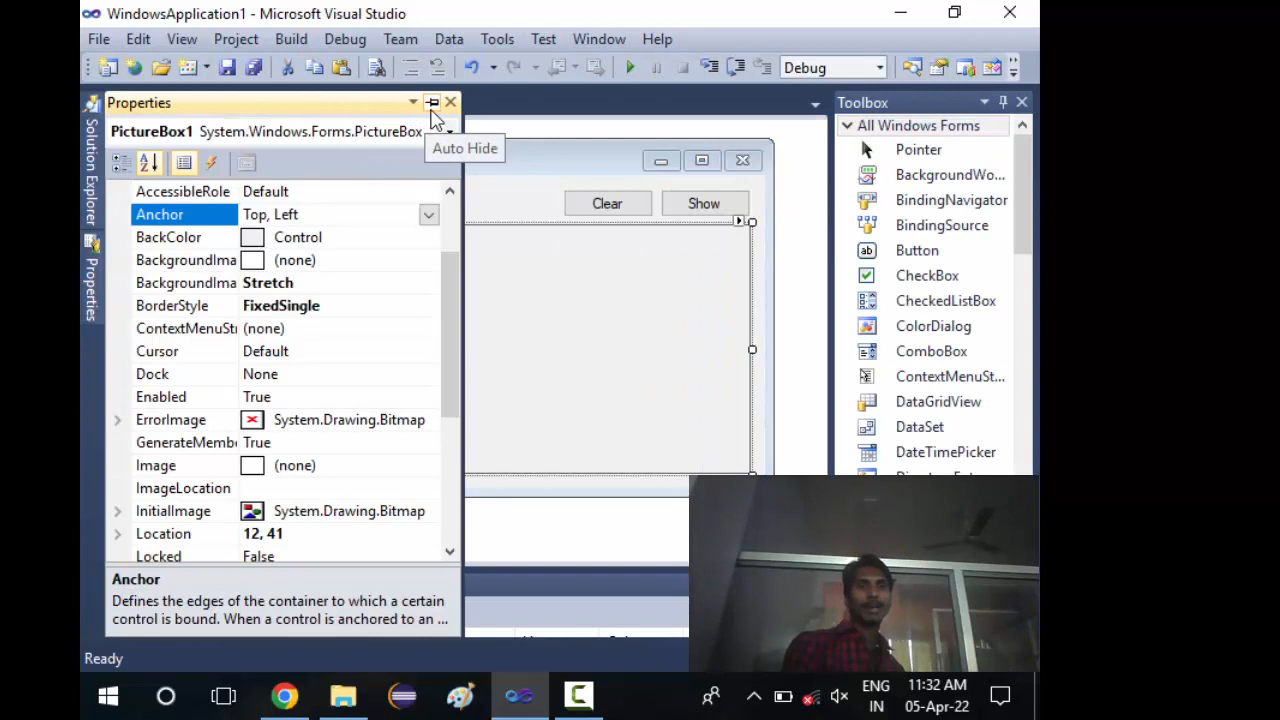 WindowsApplication1 - Microsoft Visual Studio
File Edit View Project Build Debug Team Data Tools Test Window Help
Debug
Properties
PictureBox1 System.Windows.Forms.PictureBox
Auto Hide
Solution Explorer
Properties
AccessibleRole Default
Anchor Top, Left
BackColor Control
BackgroundIma (none)
BackgroundIma Stretch
BorderStyle FixedSingle
ContextMenuStr (none)
Cursor Default
Dock None
Enabled True
ErrorImage System.Drawing.Bitmap
GenerateMemb True
Image (none)
ImageLocation
InitialImage System.Drawing.Bitmap
Location 12, 41
Locked False
Anchor
Defines the edges of the container to which a certain
control is bound. When a control is anchored to an ...
Clear Show
Toolbox
All Windows Forms
Pointer
BackgroundWo...
BindingNavigator
BindingSource
Button
CheckBox
CheckedListBox
ColorDialog
ComboBox
ContextMenuSt...
DataGridView
DataSet
DateTimePicker
Ready
ENG
IN
11:32 AM
05-Apr-22